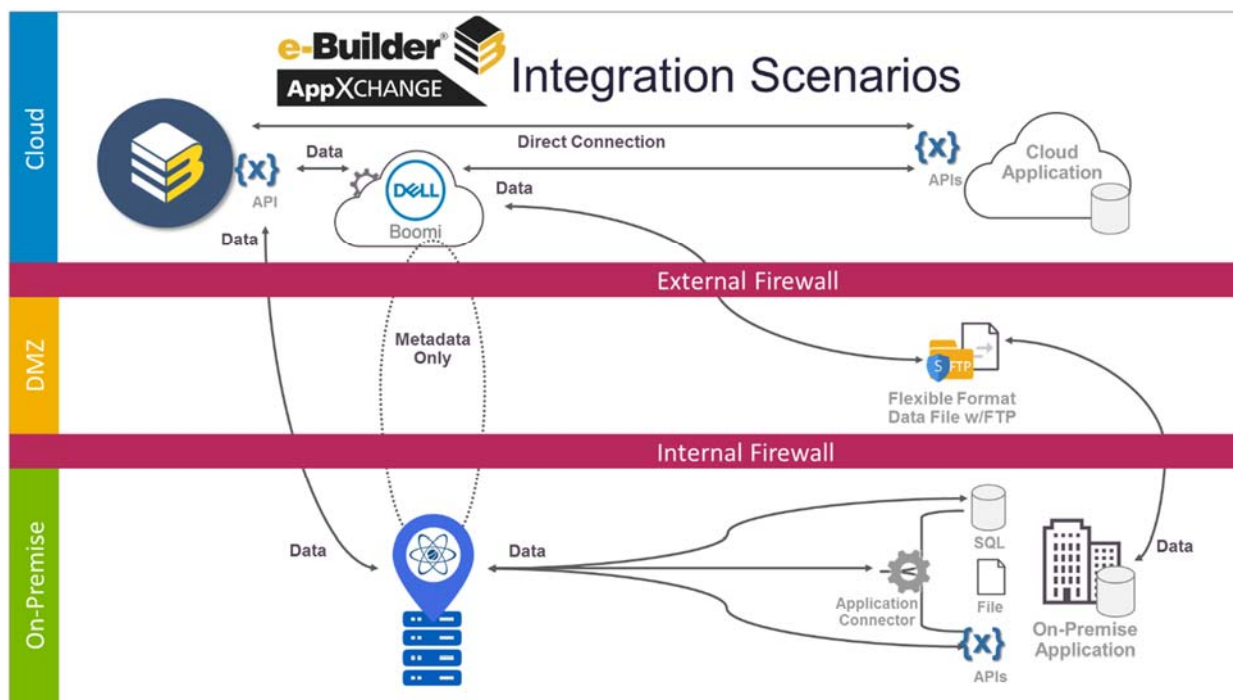 e-Builder®
AppXCHANGE
Integration Scenarios
Cloud
{x}
API
Data
DELL
Boomi
Direct Connection
Data
{x}
APIs
Cloud
Application
Data
External Firewall
DMZ
Metadata
Only
S
FTP
Flexible Format
Data File w/FTP
Internal Firewall
On-Premise
Data
Data
SQL
Application
Connector
File
{x}
APIs
Data
On-Premise
Application